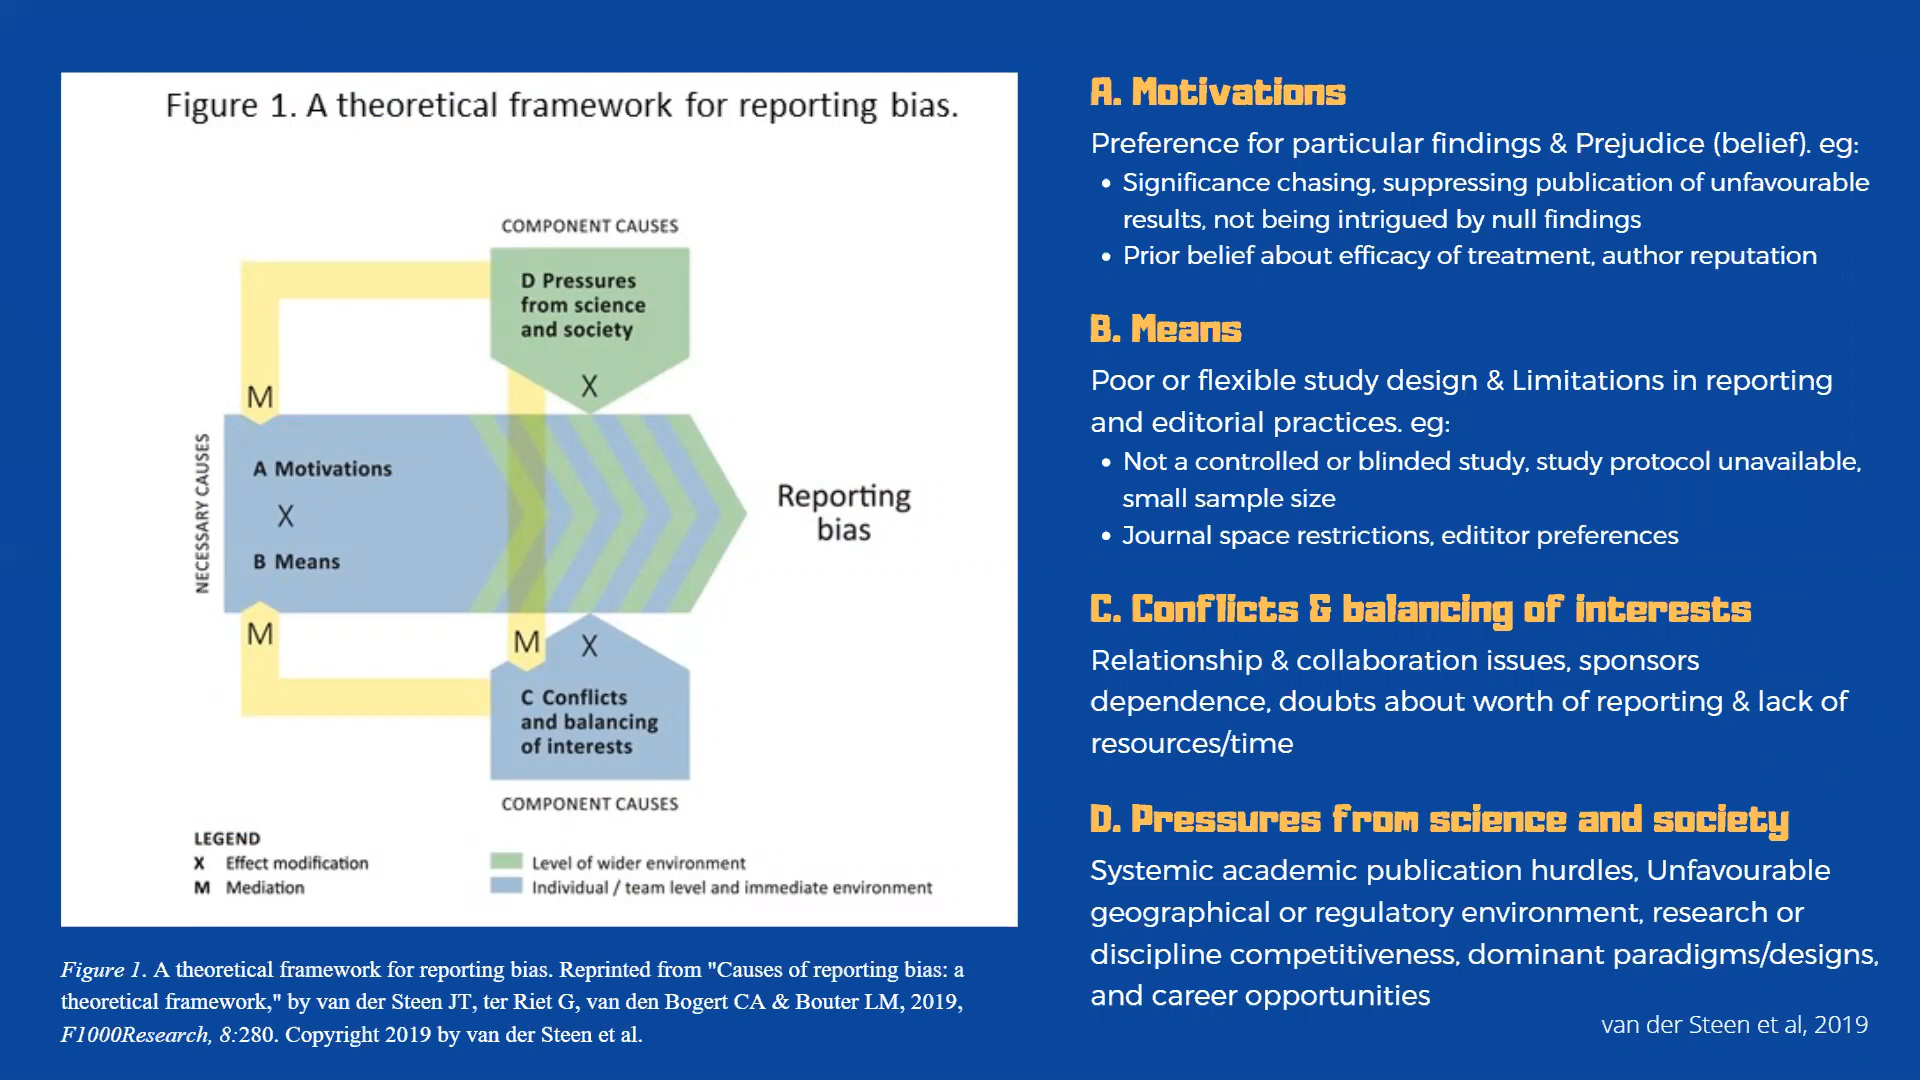 Figure 1. A theoretical framework for reporting bias.
COMPONENT CAUSES
D Pressures
from science
and society
X
M
NECESSARY CAUSES
A Motivations
X
B Means
Reporting
bias
M
M
X
C Conflicts
and balancing
of interests
COMPONENT CAUSES
LEGEND
X Effect modification
M Mediation
Level of wider environment
Individual / team level and immediate environment
Figure 1. A theoretical framework for reporting bias. Reprinted from "Causes of reporting bias: a
theoretical framework," by van der Steen JT, ter Riet G, van den Bogert CA & Bouter LM, 2019,
F1000Research, 8:280. Copyright 2019 by van der Steen et al.
A. Motivations
Preference for particular findings & Prejudice (belief). eg:
• Significance chasing, suppressing publication of unfavourable
results, not being intrigued by null findings
• Prior belief about efficacy of treatment, author reputation
B. Means
Poor or flexible study design & Limitations in reporting
and editorial practices. eg:
• Not a controlled or blinded study, study protocol unavailable,
small sample size
• Journal space restrictions, edititor preferences
C. Conflicts & balancing of interests
Relationship & collaboration issues, sponsors
dependence, doubts about worth of reporting & lack of
resources/time
D. Pressures from science and society
Systemic academic publication hurdles, Unfavourable
geographical or regulatory environment, research or
discipline competitiveness, dominant paradigms/designs,
and career opportunities
van der Steen et al, 2019